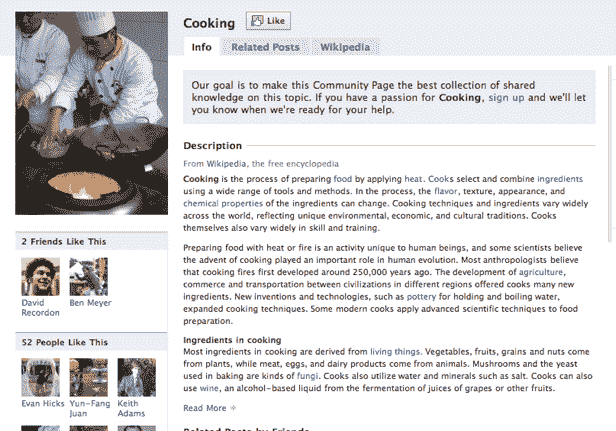 Cooking
Like
Info
Related Posts
Wikipedia
Our goal is to make this Community Page the best collection of shared
knowledge on this topic. If you have a passion for Cooking, sign up and we'll let
you know when we're ready for your help.
Description
From Wikipedia, the free encyclopedia
Cooking is the process of preparing food by applying heat. Cooks select and combine ingredients
using a wide range of tools and methods. In the process, the flavor, texture, appearance, and
chemical properties of the ingredients can change. Cooking techniques and ingredients vary widely
across the world, reflecting unique environmental, economic, and cultural traditions. Cooks
themselves also vary widely in skill and training.
Preparing food with heat or fire is an activity unique to human beings, and some scientists believe
the advent of cooking played an important role in human evolution. Most anthropologists believe
that cooking fires first developed around 250,000 years ago. The development of agriculture,
commerce and transportation between civilizations in different regions offered cooks many new
ingredients. New inventions and technologies, such as pottery for holding and boiling water,
expanded cooking techniques. Some modern cooks apply advanced scientific techniques to food
preparation.
Ingredients in cooking
Most ingredients in cooking are derived from living things. Vegetables, fruits, grains and nuts come
from plants, while meat, eggs, and dairy products come from animals. Mushrooms and the yeast
used in baking are kinds of fungi. Cooks also utilize water and minerals such as salt. Cooks can also
use wine, an alcohol-based liquid from the fermentation of juices of grapes or other fruits.
Read More
Related Posts by Friends
2 Friends Like This
David
Recordon
Ben Meyer
52 People Like This
Evan Hicks
Yun-Fang
Juan
Keith
Adams